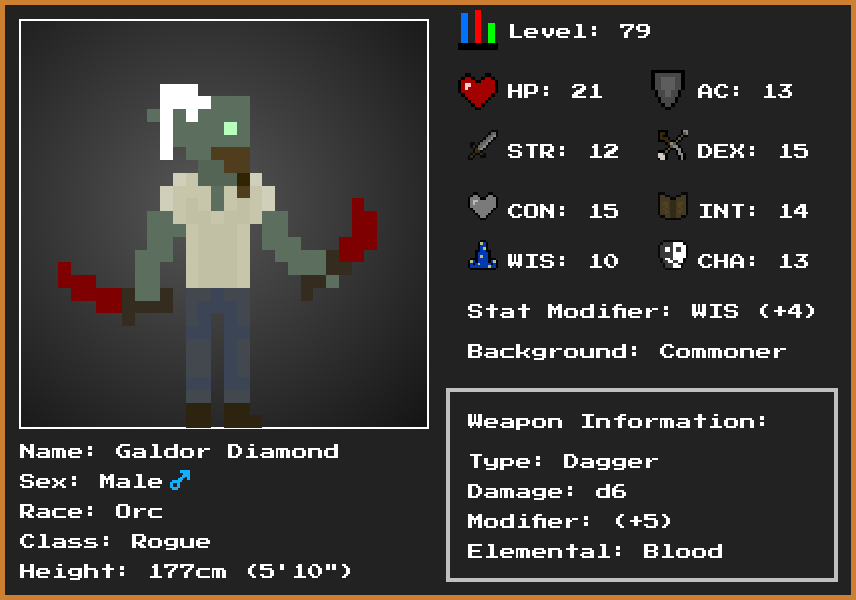 Level: 79
HP: 21
AC: 13
STR: 12
DEX: 15
CON: 15
INT: 14
WIS: 10
CHA: 13
Stat Modifier: WIS (+4)
Background: Commoner
Name: Galdor Diamond
Sex: Male ♂
Race: Orc
Class: Rogue
Height: 177cm (5'10")
Weapon Information:
Type: Dagger
Damage: d6
Modifier: (+5)
Elemental: Blood